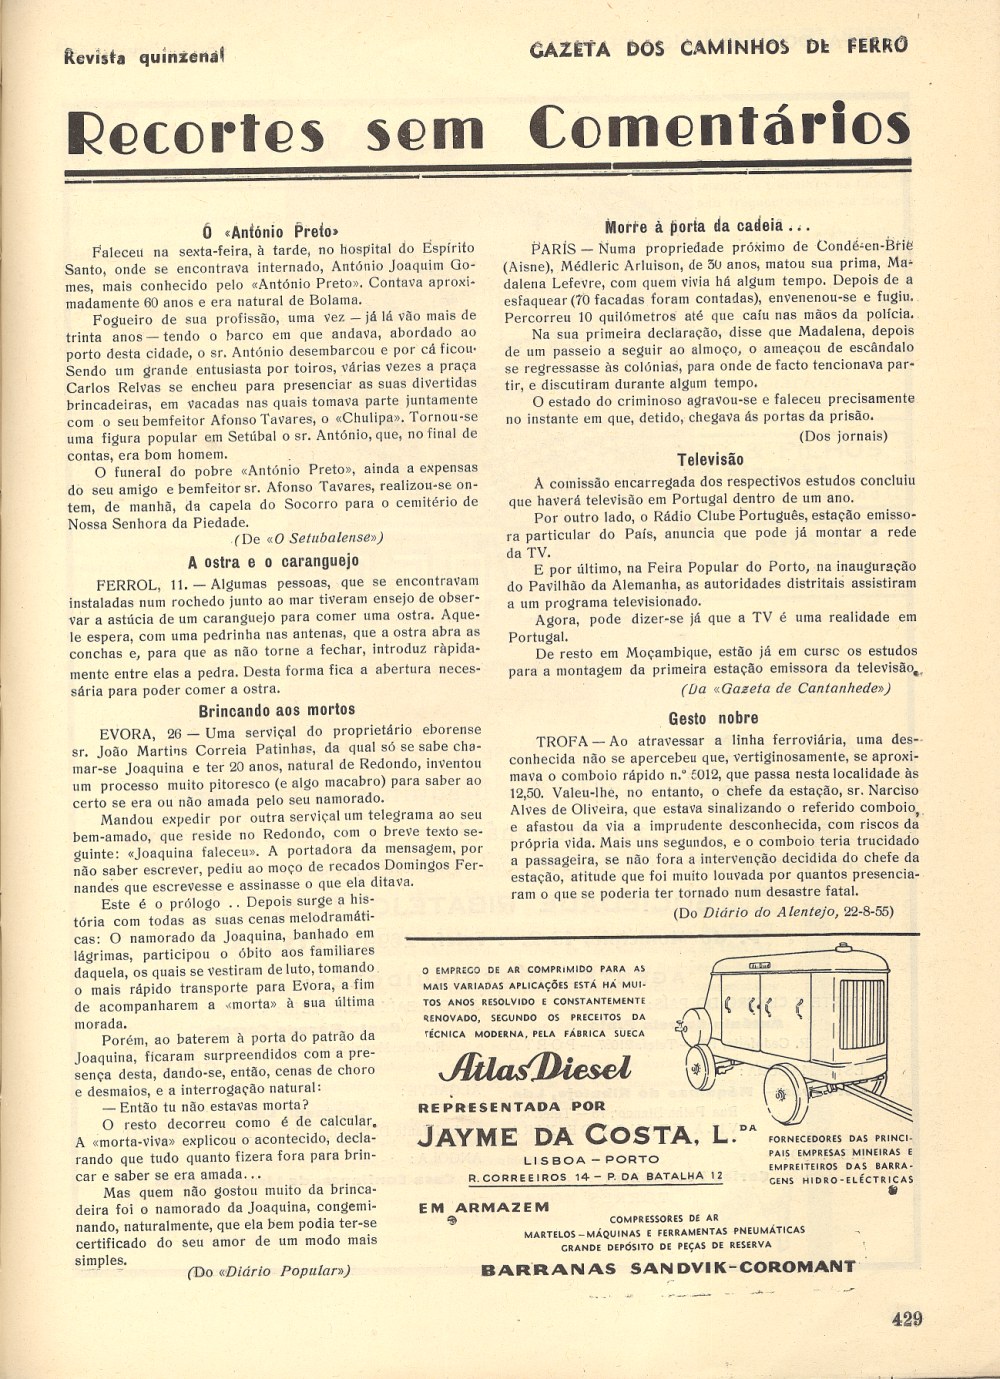 Revista quinzenal
GAZETA DOS CAMINHOS DE FERRO
Recortes sem Comentários
O «António Preto»
Faleceu na sexta-feira, à tarde, no hospital do Espírito
Santo, onde se encontrava internado, António Joaquim Go-
mes, mais conhecido pelo «António Preto». Contava aproxi-
madamente 60 anos e era natural de Bolama.
Fogueiro de sua profissão, uma vez — já lá vão mais de
trinta anos — tendo o barco em que andava, abordado ao
porto desta cidade, o sr. António desembarcou e por cá ficou.
Sendo um grande entusiasta por toiros, várias vezes a praça
Carlos Relvas se encheu para presenciar as suas divertidas
brincadeiras, em vacadas nas quais tomava parte juntamente
com o seu bemfeitor Afonso Tavares, o «Chulipa». Tornou-se
uma figura popular em Setúbal o sr. António, que, no final de
contas, era bom homem.
O funeral do pobre «António Preto», ainda a expensas
do seu amigo e bemfeitor sr. Afonso Tavares, realizou-se on-
tem, de manhã, da capela do Socorro para o cemitério de
Nossa Senhora da Piedade.
(De «O Setubalense»)
A ostra e o caranguejo
FERROL, 11. — Algumas pessoas, que se encontravam
instaladas num rochedo junto ao mar tiveram ensejo de obser-
var a astúcia de um caranguejo para comer uma ostra. Aque-
le espera, com uma pedrinha nas antenas, que a ostra abra as
conchas e, para que as não torne a fechar, introduz ràpida-
mente entre elas a pedra. Desta forma fica a abertura neces-
sária para poder comer a ostra.
Brincando aos mortos
EVORA, 26 — Uma serviçal do proprietário eborense
sr. João Martins Correia Patinhas, da qual só se sabe cha-
mar-se Joaquina e ter 20 anos, natural de Redondo, inventou
um processo muito pitoresco (e algo macabro) para saber ao
certo se era ou não amada pelo seu namorado.
Mandou expedir por outra serviçal um telegrama ao seu
bem-amado, que reside no Redondo, com o breve texto se-
guinte: «Joaquina faleceu». A portadora da mensagem, por
não saber escrever, pediu ao moço de recados Domingos Fer-
nandes que escrevesse e assinasse o que ela ditava.
Este é o prólogo .. Depois surge a his-
tória com todas as suas cenas melodramáti-
cas: O namorado da Joaquina, banhado em
lágrimas, participou o óbito aos familiares
daquela, os quais se vestiram de luto, tomando
o mais rápido transporte para Evora, a fim
de acompanharem a «morta» à sua última
morada.
Porém, ao baterem à porta do patrão da
Joaquina, ficaram surpreendidos com a pre-
sença desta, dando-se, então, cenas de choro
e desmaios, e a interrogação natural:
— Então tu não estavas morta?
O resto decorreu como é de calcular.
A «morta-viva» explicou o acontecido, decla-
rando que tudo quanto fizera fora para brin-
car e saber se era amada...
Mas quem não gostou muito da brinca-
deira foi o namorado da Joaquina, congemi-
nando, naturalmente, que ela bem podia ter-se
certificado do seu amor de um modo mais
simples.
(Do «Diário Popular»)
Morre à porta da cadeia ...
PARÍS — Numa propriedade próximo de Condé-en-Brie
(Aisne), Médleric Arluison, de 30 anos, matou sua prima, Ma-
dalena Lefevre, com quem vivia há algum tempo. Depois de a
esfaquear (70 facadas foram contadas), envenenou-se e fugiu.
Percorreu 10 quilómetros até que caíu nas mãos da polícia.
Na sua primeira declaração, disse que Madalena, depois
de um passeio a seguir ao almoço, o ameaçou de escândalo
se regressasse às colónias, para onde de facto tencionava par-
tir, e discutiram durante algum tempo.
O estado do criminoso agravou-se e faleceu precisamente
no instante em que, detido, chegava ás portas da prisão.
(Dos jornais)
Televisão
A comissão encarregada dos respectivos estudos concluiu
que haverá televisão em Portugal dentro de um ano.
Por outro lado, o Rádio Clube Português, estação emisso-
ra particular do País, anuncia que pode já montar a rede
da TV.
E por último, na Feira Popular do Porto, na inauguração
do Pavilhão da Alemanha, as autoridades distritais assistiram
a um programa televisionado.
Agora, pode dizer-se já que a TV é uma realidade em
Portugal.
De resto em Moçambique, estão já em curso os estudos
para a montagem da primeira estação emissora da televisão.
(Da «Gazeta de Cantanhede»)
Gesto nobre
TROFA — Ao atravessar a linha ferroviária, uma des-
conhecida não se apercebeu que, vertiginosamente, se aproxi-
mava o comboio rápido n.º 5012, que passa nesta localidade às
12,50. Valeu-lhe, no entanto, o chefe da estação, sr. Narciso
Alves de Oliveira, que estava sinalizando o referido comboio,
e afastou da via a imprudente desconhecida, com riscos da
própria vida. Mais uns segundos, e o comboio teria trucidado
a passageira, se não fora a intervenção decidida do chefe da
estação, atitude que foi muito louvada por quantos presencia-
ram o que se poderia ter tornado num desastre fatal.
(Do Diário do Alentejo, 22-8-55)
O EMPREGO DE AR COMPRIMIDO PARA AS
MAIS VARIADAS APLICAÇÕES ESTÁ HÁ MUI-
TOS ANOS RESOLVIDO E CONSTANTEMENTE
RENOVADO, SEGUNDO OS PRECEITOS DA
TÉCNICA MODERNA, PELA FÁBRICA SUECA
Atlas Diesel
REPRESENTADA POR
JAYME DA COSTA, L.DA
LISBOA — PORTO
R. CORREEIROS 14 — P. DA BATALHA 12
FORNECEDORES DAS PRINCI-
PAIS EMPRESAS MINEIRAS E
EMPREITEIROS DAS BARRA-
GENS HIDRO-ELÉCTRICAS
EM ARMAZEM
COMPRESSORES DE AR
MARTELOS — MÁQUINAS E FERRAMENTAS PNEUMÁTICAS
GRANDE DEPÓSITO DE PEÇAS DE RESERVA
BARRANAS SANDVIK-COROMANT
429